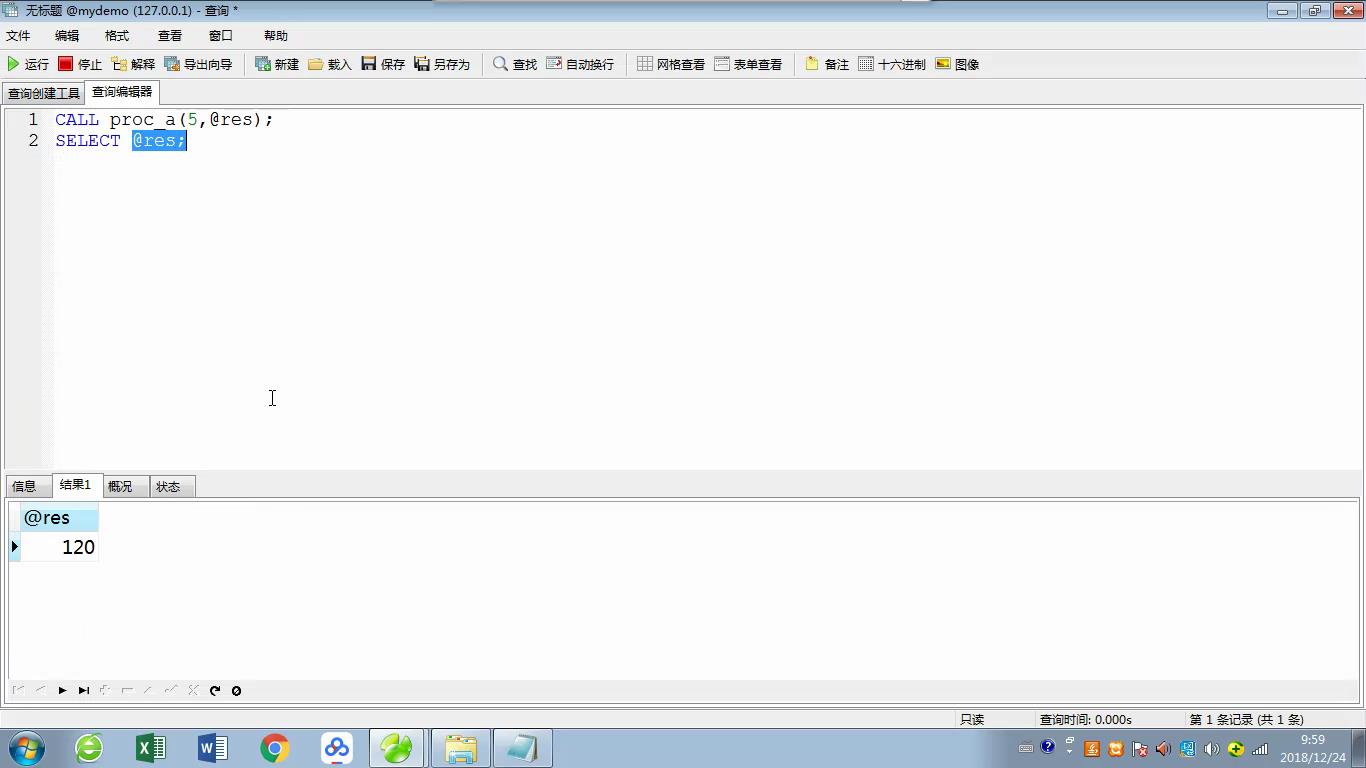 无标题 @mydemo (127.0.0.1) - 查询 *
文件 编辑 格式 查看 窗口 帮助
运行 停止 解释 导出向导 新建 载入 保存 另存为 查找 自动换行 网格查看 表单查看 备注 十六进制 图像
查询创建工具 查询编辑器
1 CALL proc_a(5,@res);
2 SELECT @res;
信息 结果1 概况 状态
@res
120
只读 查询时间: 0.000s 第 1 条记录 (共 1 条)
9:59
2018/12/24